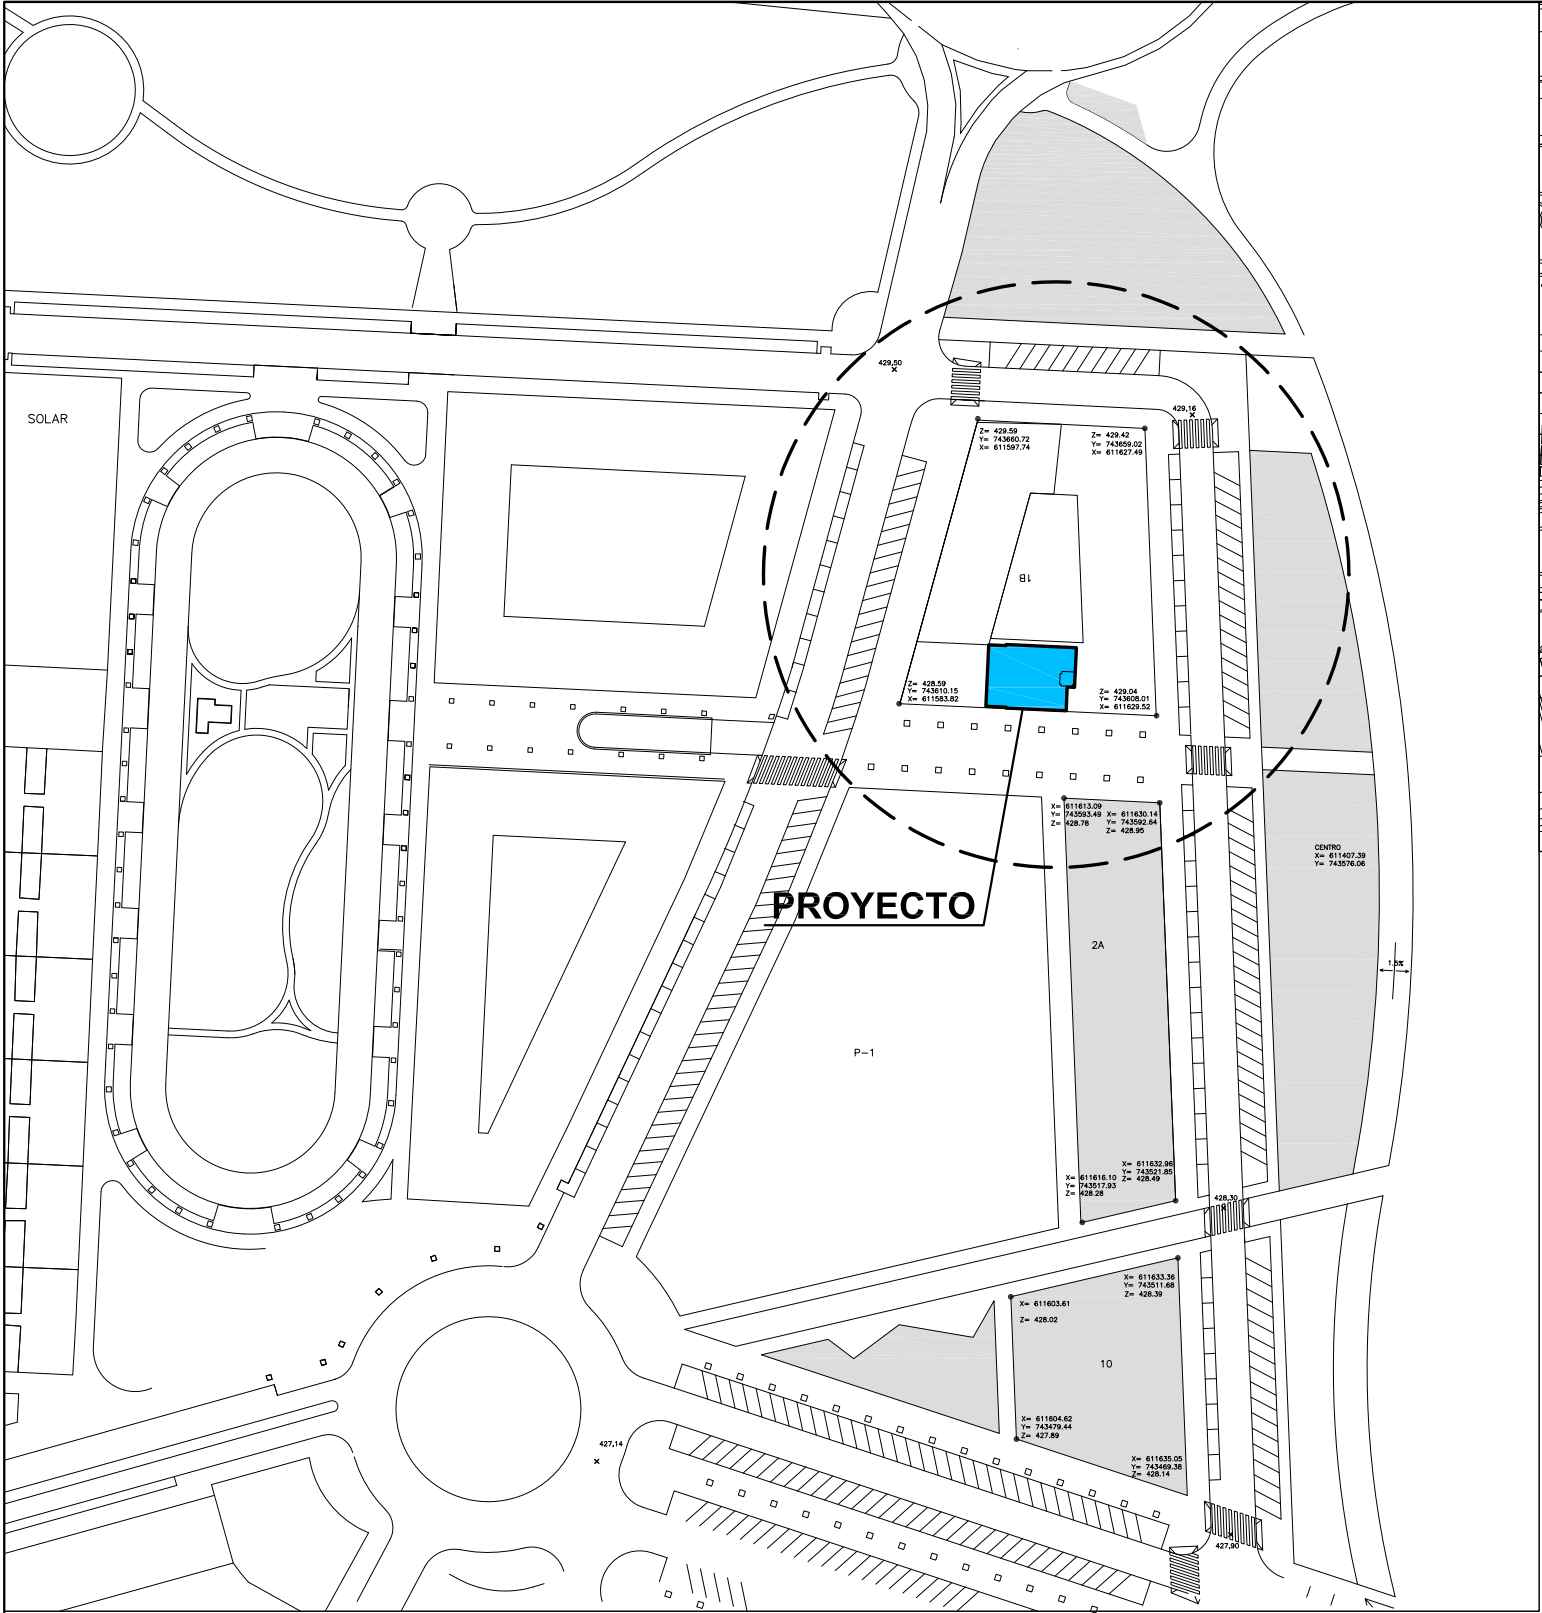 429,50
SOLAR
429,16
Z= 429.59
Y= 743660.72
X= 611597.74
Z= 429.42
Y= 743659.02
X= 611627.49
1B
Z= 428.59
Y= 743610.15
X= 611583.82
Z= 429.04
Y= 743608.01
X= 611629.52
X= 611613.09
Y= 743593.49
Z= 428.78
X= 611630.14
Y= 743592.64
Z= 428.95
CENTRO
X= 611407.39
Y= 743576.06
PROYECTO
2A
1.5%
P-1
X= 611632.96
Y= 743521.85
Z= 428.49
X= 611616.10
Y= 743517.93
Z= 428.28
428,30
X= 611633.36
Y= 743511.68
Z= 428.39
X= 611603.61
Z= 428.02
10
X= 611604.62
Y= 743479.44
Z= 427.89
427,14
X= 611635.05
Y= 743469.38
Z= 428.14
427,90